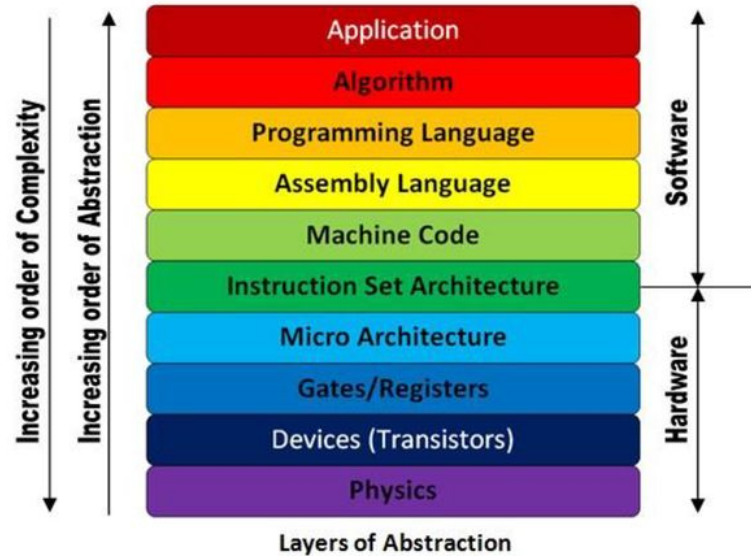 Increasing order of Complexity
Increasing order of Abstraction
Application
Algorithm
Programming Language
Assembly Language
Machine Code
Instruction Set Architecture
Micro Architecture
Gates/Registers
Devices (Transistors)
Physics
Software
Hardware
Layers of Abstraction